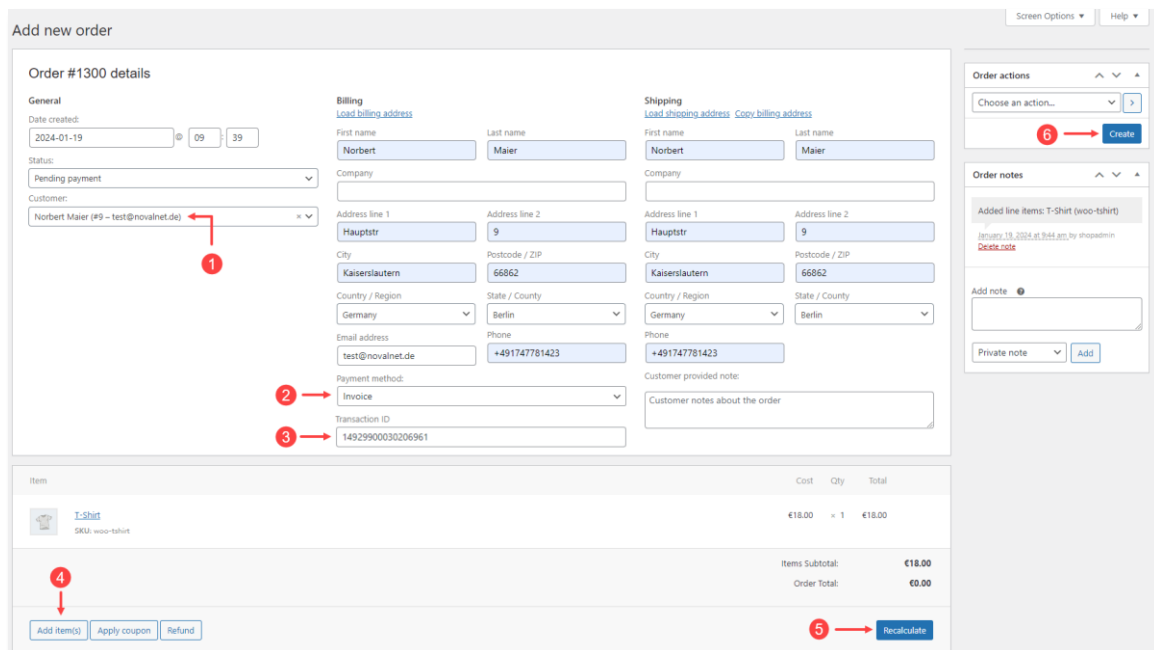 Screen Options ▼ Help ▼
Add new order
Order #1300 details
General
Date created:
2024-01-19 @ 09 : 39
Status:
Pending payment
Customer:
Norbert Maier (#9 – test@novalnet.de) ×
1
Billing
Load billing address
First name Last name
Norbert Maier
Company
Address line 1 Address line 2
Hauptstr 9
City Postcode / ZIP
Kaiserslautern 66862
Country / Region State / County
Germany Berlin
Email address Phone
test@novalnet.de +491747781423
Payment method:
2 Invoice
Transaction ID
3 14929900030206961
Shipping
Load shipping address Copy billing address
First name Last name
Norbert Maier
Company
Address line 1 Address line 2
Hauptstr 9
City Postcode / ZIP
Kaiserslautern 66862
Country / Region State / County
Germany Berlin
Phone
+491747781423
Customer provided note:
Customer notes about the order
Order actions
Choose an action...
6 Create
Order notes
Added line items: T-Shirt (woo-tshirt)
January 19, 2024 at 9:44 am by shopadmin
Delete note
Add note
Private note Add
Item Cost Qty Total
T-Shirt €18.00 × 1 €18.00
SKU: woo-tshirt
Items Subtotal: €18.00
Order Total: €0.00
4
Add item(s) Apply coupon Refund
5 Recalculate